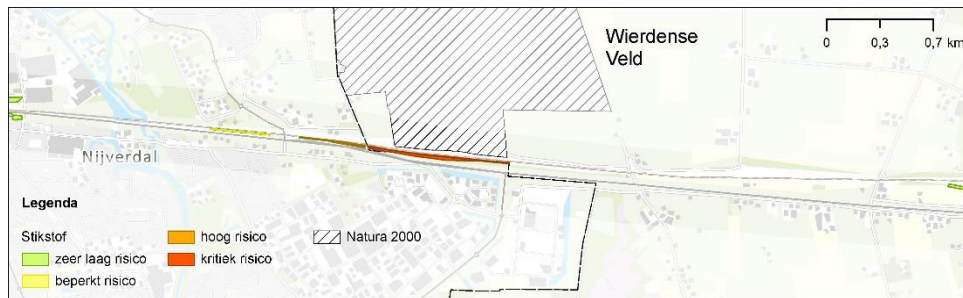 Wierdense
Veld
0 0,3 0,7 km
Nijverdal
Legenda
Stikstof
zeer laag risico
beperkt risico
hoog risico
kritiek risico
Natura 2000